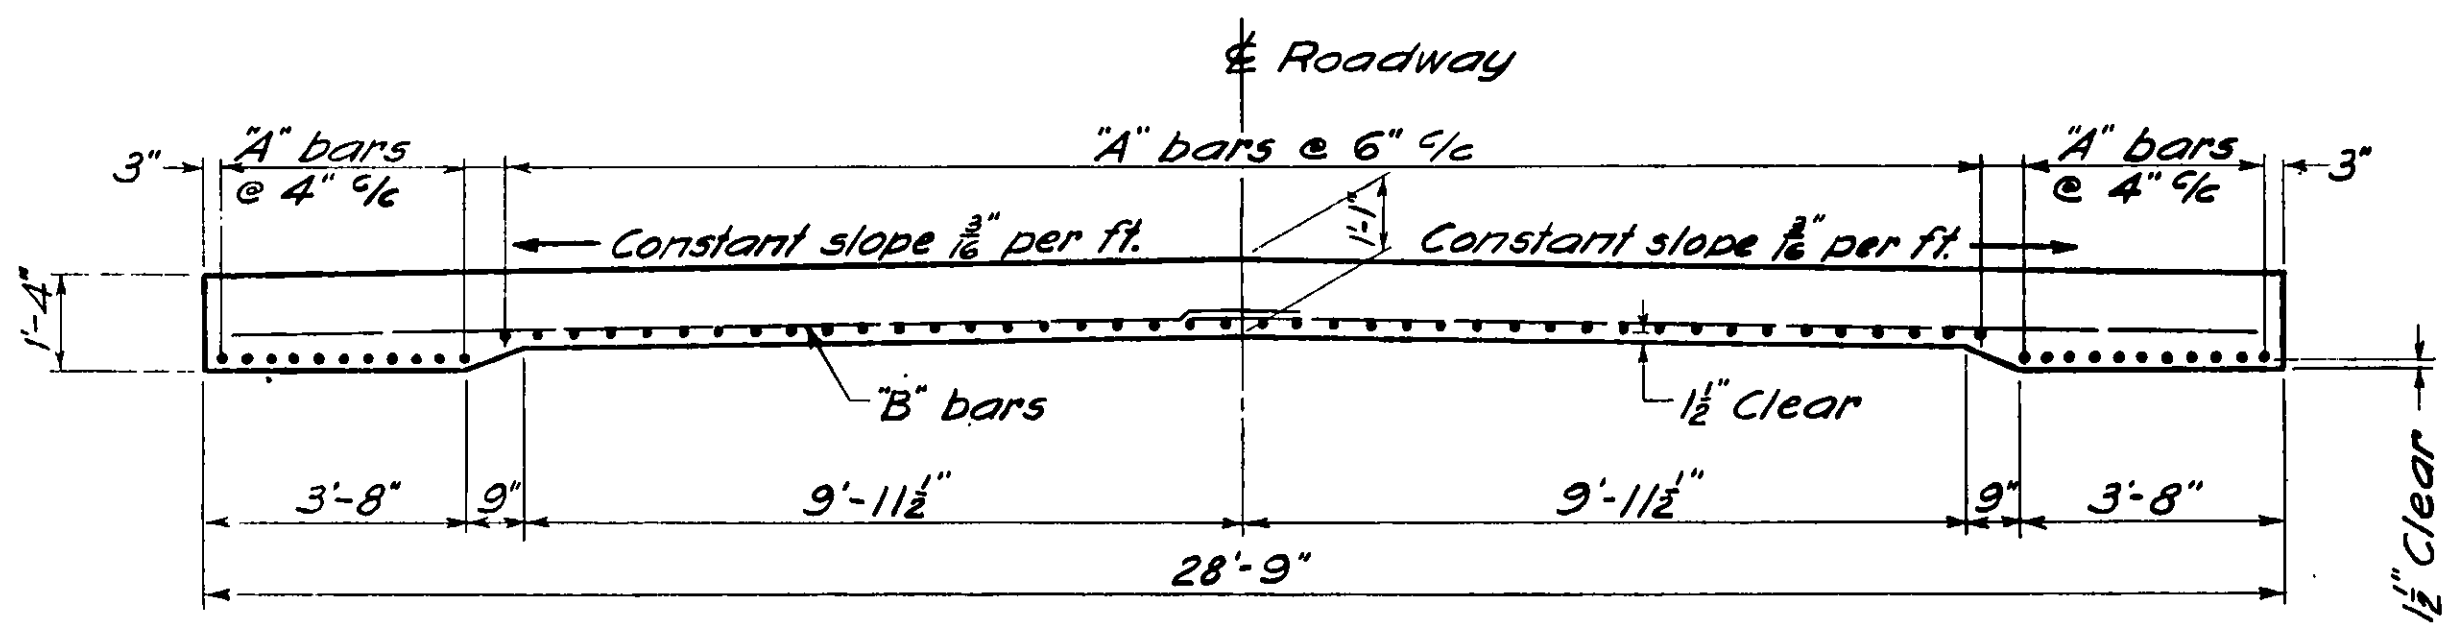 ℄ Roadway
3" "A" bars @ 4" c/c
"A" bars @ 6" c/c
"A" bars @ 4" c/c 3"
1'-1"
Constant slope 3/16" per ft.
Constant slope 3/16" per ft.
1'-4"
"B" bars
1½" Clear
1½" Clear
3'-8" 9" 9'-11½" 9'-11½" 9" 3'-8"
28'-9"